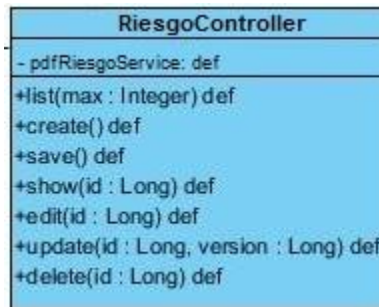 RiesgoController
- pdfRiesgoService: def
+list(max : Integer) def
+create() def
+save() def
+show(id : Long) def
+edit(id : Long) def
+update(id : Long, version : Long) def
+delete(id : Long) def